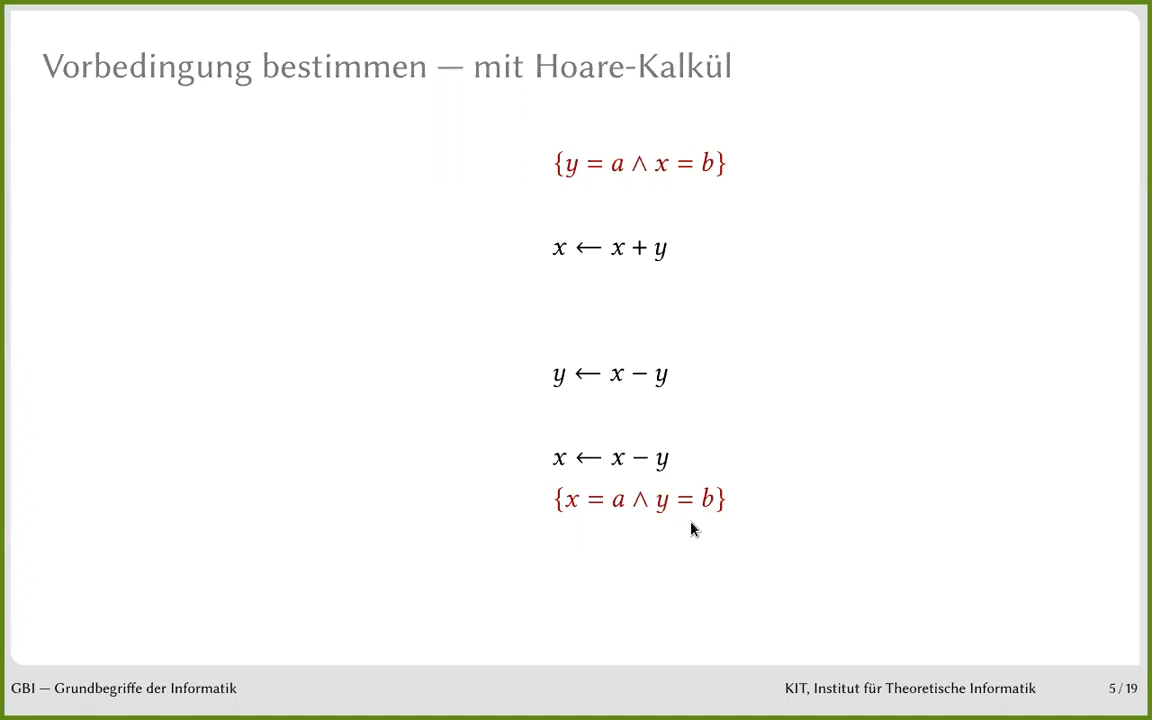 Vorbedingung bestimmen — mit Hoare-Kalkül
{y = a ∧ x = b}
x ← x + y
y ← x − y
x ← x − y
{x = a ∧ y = b}
GBI — Grundbegriffe der Informatik
KIT, Institut für Theoretische Informatik
5 / 19